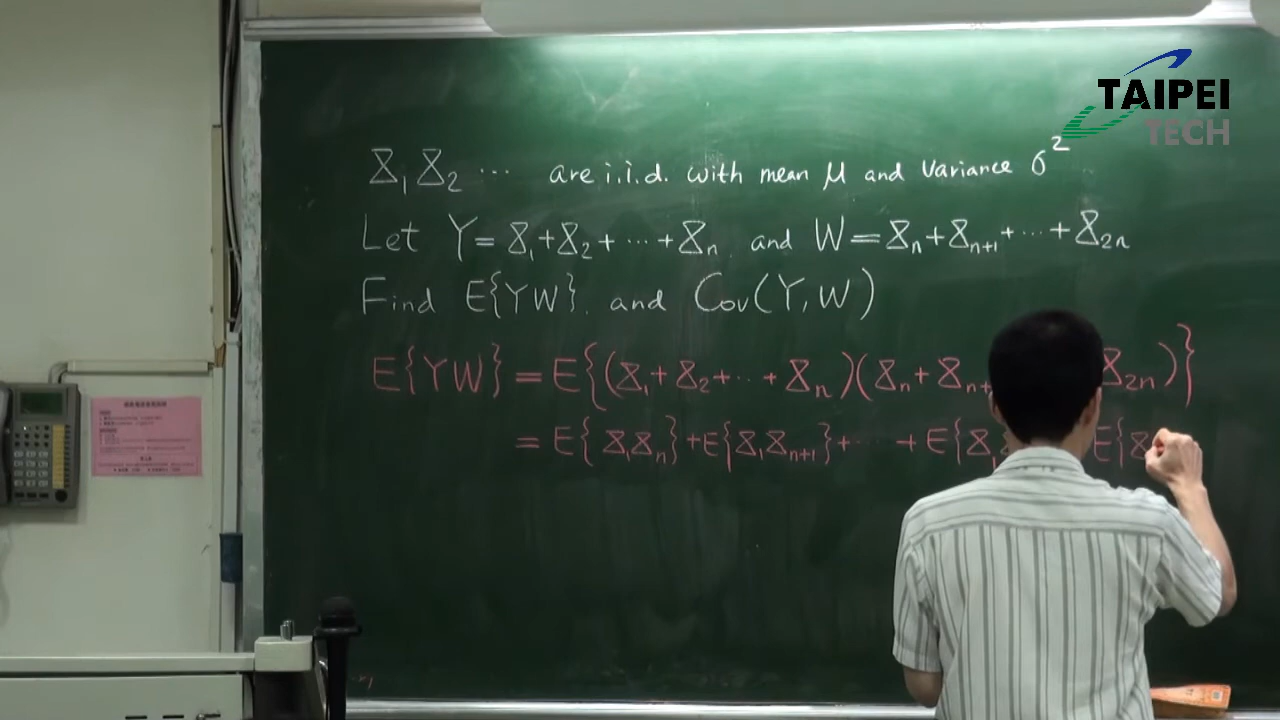 TAIPEI
TECH
X₁ X₂ ⋯ are i.i.d. with mean μ and variance σ²
Let Y = X₁ + X₂ + ⋯ + Xₙ and W = Xₙ + Xₙ₊₁ + ⋯ + X₂ₙ
Find E{YW} and Cov(Y,W)
E{YW} = E{(X₁ + X₂ + ⋯ + Xₙ)(Xₙ + Xₙ₊ X₂ₙ)}
= E{X₁Xₙ} + E{X₁Xₙ₊₁} + ⋯ + E{X₁ E{X